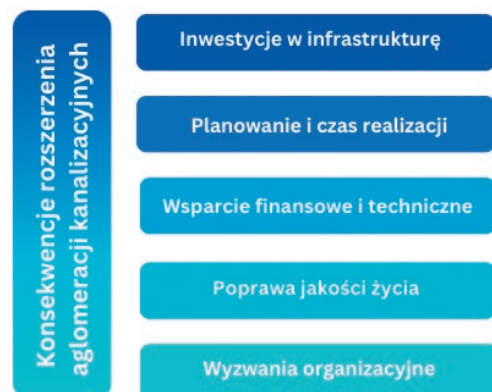 Konsekwencje rozszerzenia
aglomeracji kanalizacyjnych
Inwestycje w infrastrukturę
Planowanie i czas realizacji
Wsparcie finansowe i techniczne
Poprawa jakości życia
Wyzwania organizacyjne